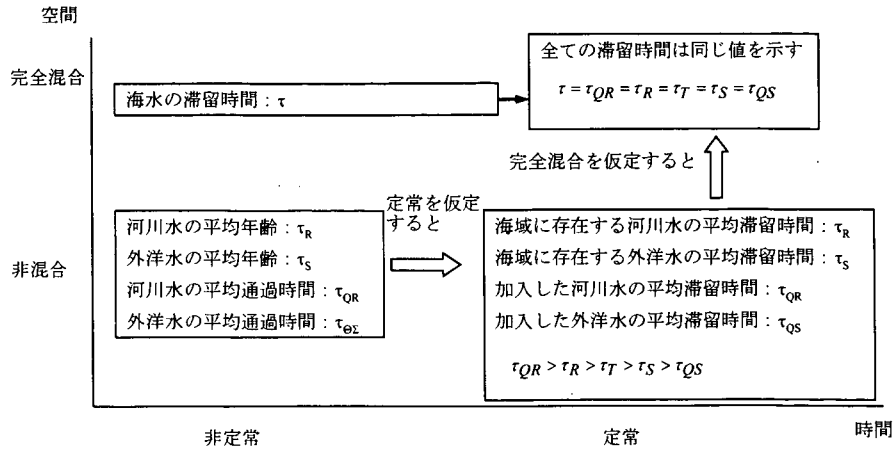 空間
完全混合
海水の滞留時間：τ
全ての滞留時間は同じ値を示す
τ = τQR = τR = τT = τS = τQS
完全混合を仮定すると
非混合
河川水の平均年齢：τR
外洋水の平均年齢：τS
河川水の平均通過時間：τQR
外洋水の平均通過時間：τΘΣ
定常を仮定
すると
海域に存在する河川水の平均滞留時間：τR
海域に存在する外洋水の平均滞留時間：τS
加入した河川水の平均滞留時間：τQR
加入した外洋水の平均滞留時間：τQS
τQR > τR > τT > τS > τQS
非定常
定常
時間